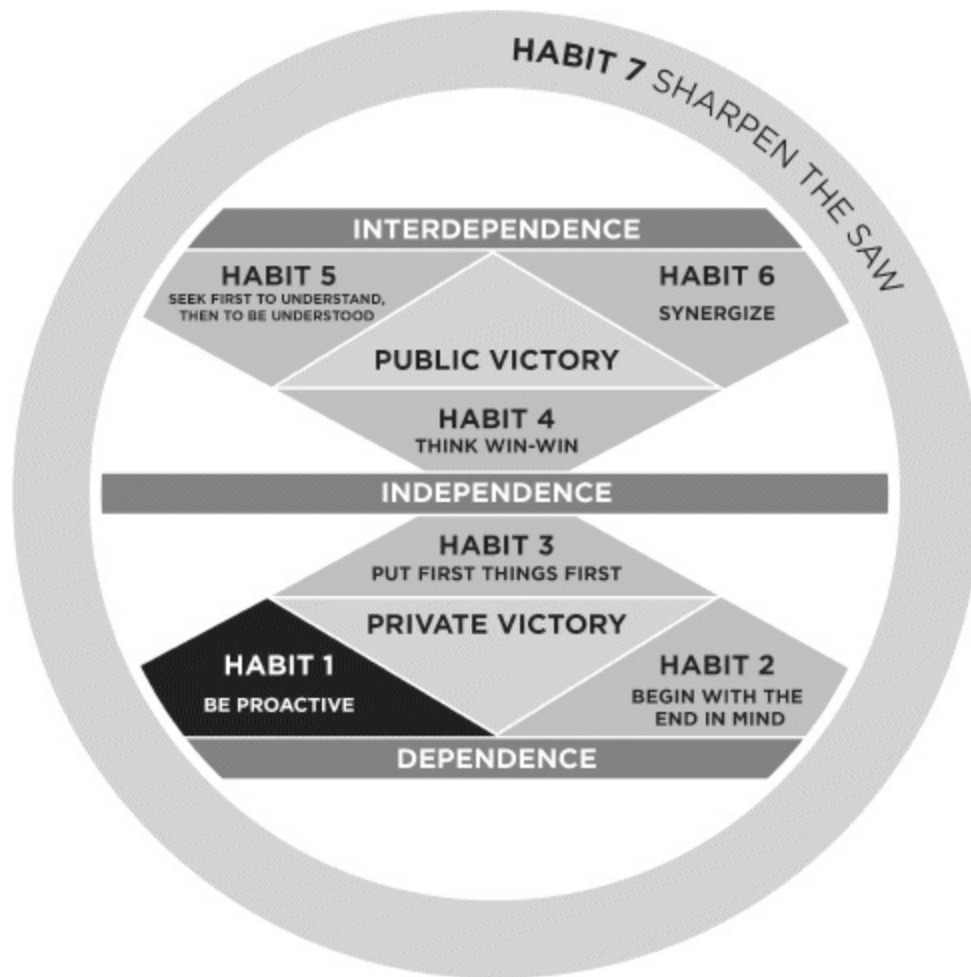 HABIT 7 SHARPEN THE SAW
INTERDEPENDENCE
HABIT 5
SEEK FIRST TO UNDERSTAND,
THEN TO BE UNDERSTOOD
HABIT 6
SYNERGIZE
PUBLIC VICTORY
HABIT 4
THINK WIN-WIN
INDEPENDENCE
HABIT 3
PUT FIRST THINGS FIRST
PRIVATE VICTORY
HABIT 1
BE PROACTIVE
HABIT 2
BEGIN WITH THE
END IN MIND
DEPENDENCE